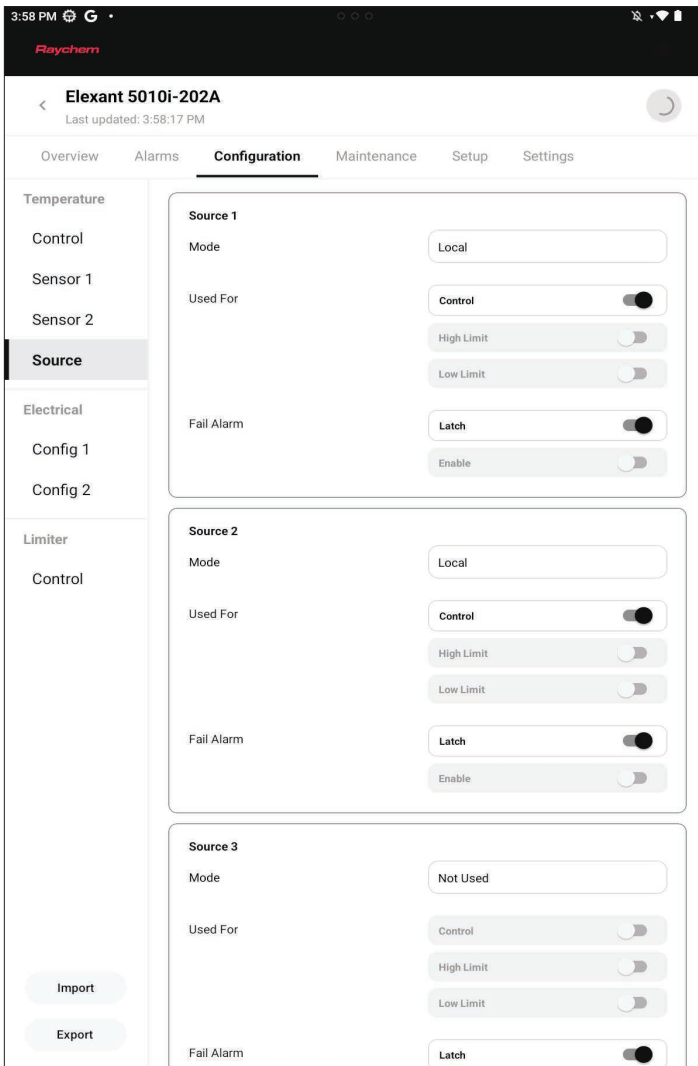 3:58 PM G
Raychem
Elexant 5010i-202A
Last updated: 3:58:17 PM
Overview Alarms Configuration Maintenance Setup Settings
Temperature
Control
Sensor 1
Sensor 2
Source
Electrical
Config 1
Config 2
Limiter
Control
Import
Export
Source 1
Mode Local
Used For Control
High Limit
Low Limit
Fail Alarm Latch
Enable
Source 2
Mode Local
Used For Control
High Limit
Low Limit
Fail Alarm Latch
Enable
Source 3
Mode Not Used
Used For Control
High Limit
Low Limit
Fail Alarm Latch